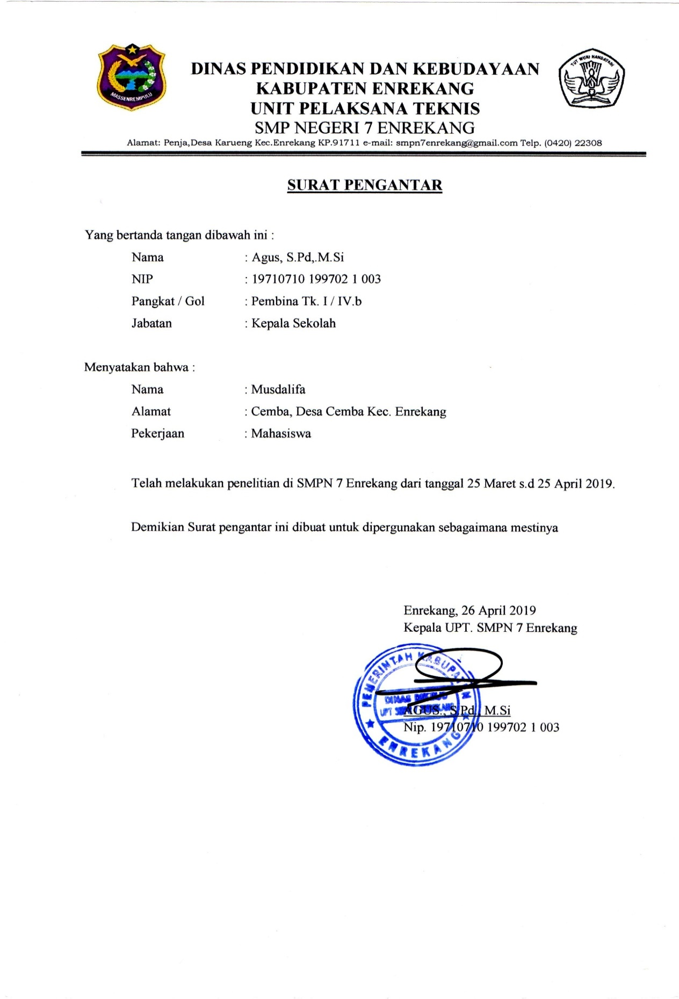 MASSENREMPULU
TUT WURI HANDAYANI
DINAS PENDIDIKAN DAN KEBUDAYAAN
KABUPATEN ENREKANG
UNIT PELAKSANA TEKNIS
SMP NEGERI 7 ENREKANG
Alamat: Penja,Desa Karueng Kec.Enrekang KP.91711 e-mail: smpn7enrekang@gmail.com Telp. (0420) 22308
SURAT PENGANTAR
Yang bertanda tangan dibawah ini :
Nama : Agus, S.Pd,.M.Si
NIP : 19710710 199702 1 003
Pangkat / Gol : Pembina Tk. I / IV.b
Jabatan : Kepala Sekolah
Menyatakan bahwa :
Nama : Musdalifa
Alamat : Cemba, Desa Cemba Kec. Enrekang
Pekerjaan : Mahasiswa
Telah melakukan penelitian di SMPN 7 Enrekang dari tanggal 25 Maret s.d 25 April 2019.
Demikian Surat pengantar ini dibuat untuk dipergunakan sebagaimana mestinya
Enrekang, 26 April 2019
Kepala UPT. SMPN 7 Enrekang
PEMERINTAH
DINAS
UPT
ENREKANG
AGUS., S.Pd., M.Si
Nip. 19710710 199702 1 003